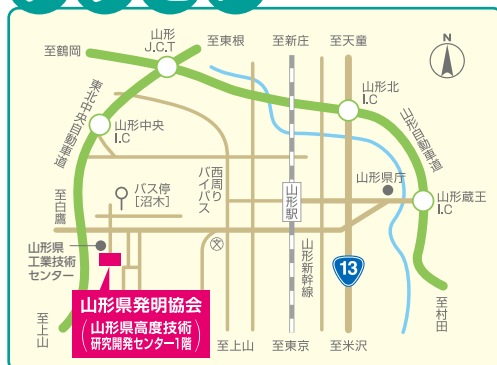 山形
J.C.T
至鶴岡
至東根
至新庄
至天童
N
山形北
I.C
東北中央自動車道
山形自動車道
山形中央
I.C
西周り
バイパス
山形県庁
山形蔵王
I.C
至白鷹
バス停
[沼木]
山形駅
文
山形新幹線
13
山形県
工業技術
センター
山形県発明協会
(山形県高度技術
研究開発センター1階)
至上山
至上山
至東京
至米沢
至村田